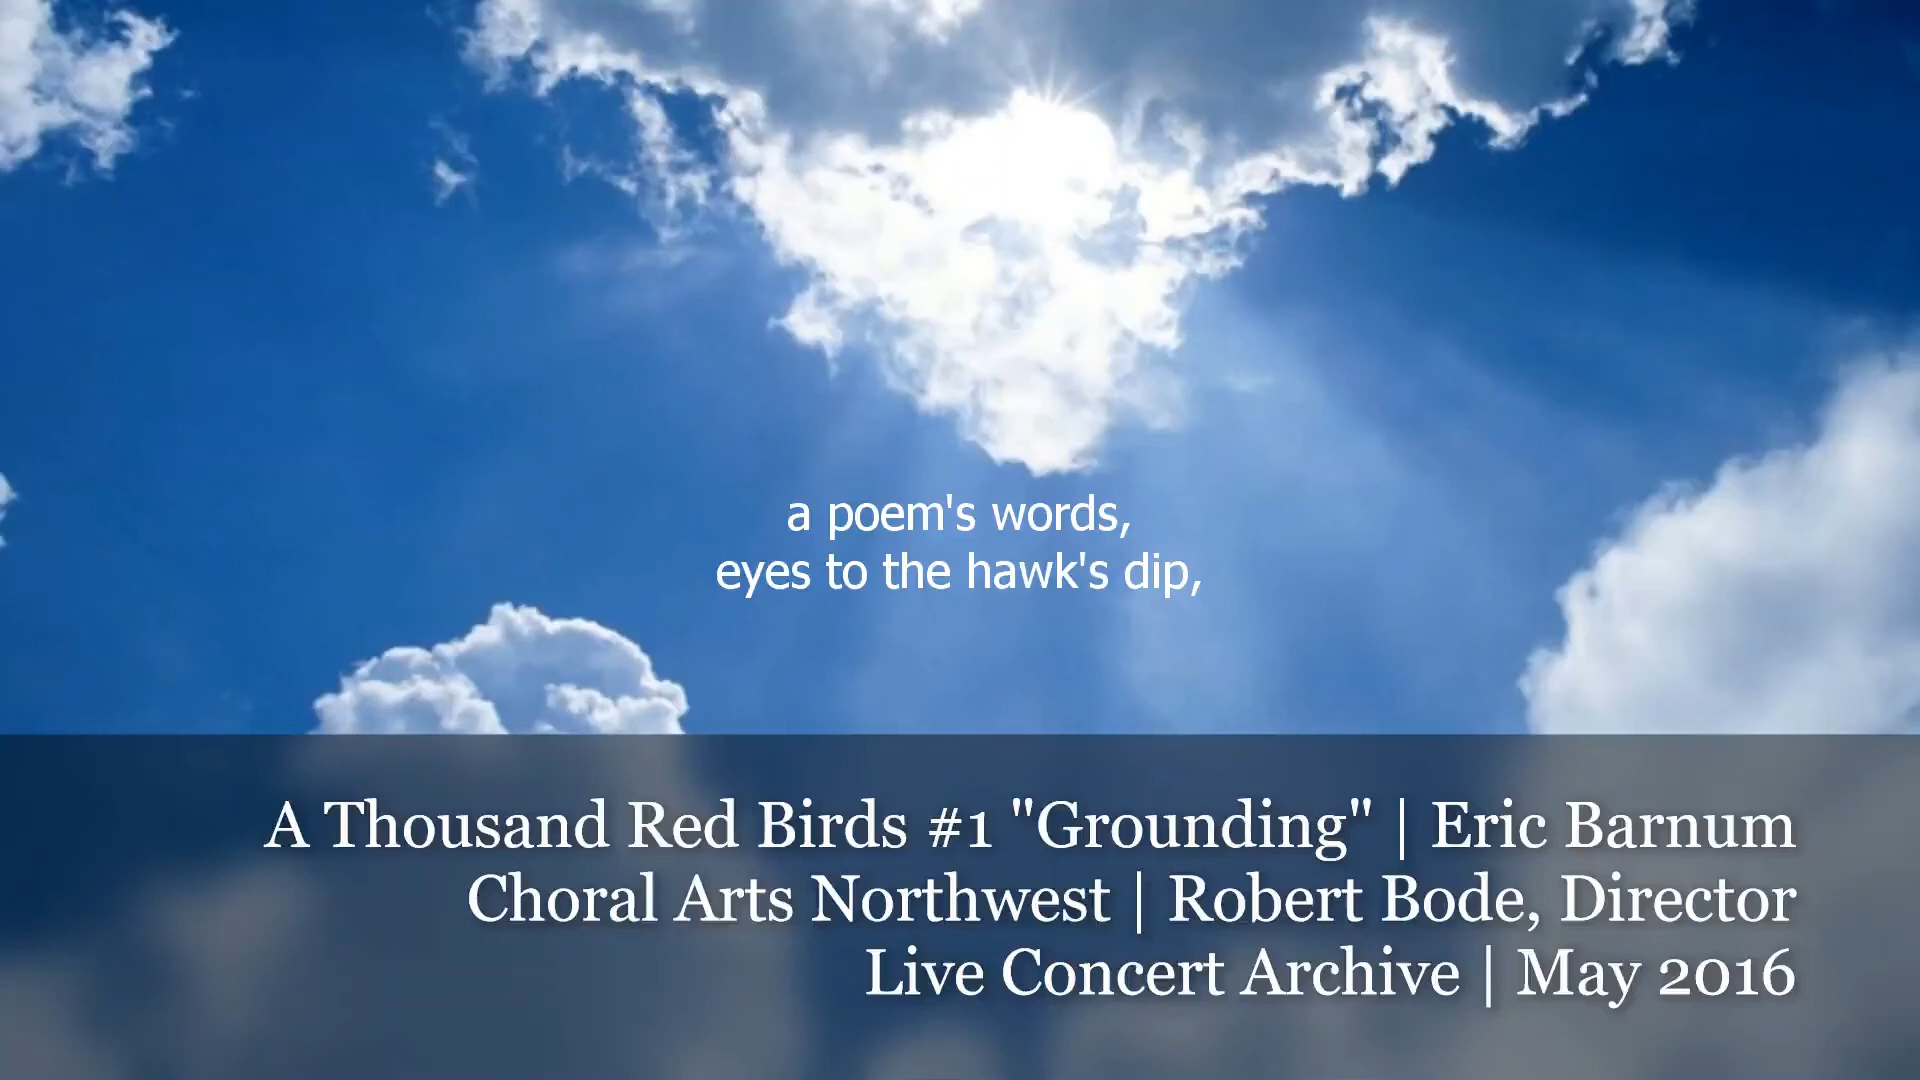 a poem's words,
eyes to the hawk's dip,
A Thousand Red Birds #1 "Grounding" | Eric Barnum
Choral Arts Northwest | Robert Bode, Director
Live Concert Archive | May 2016